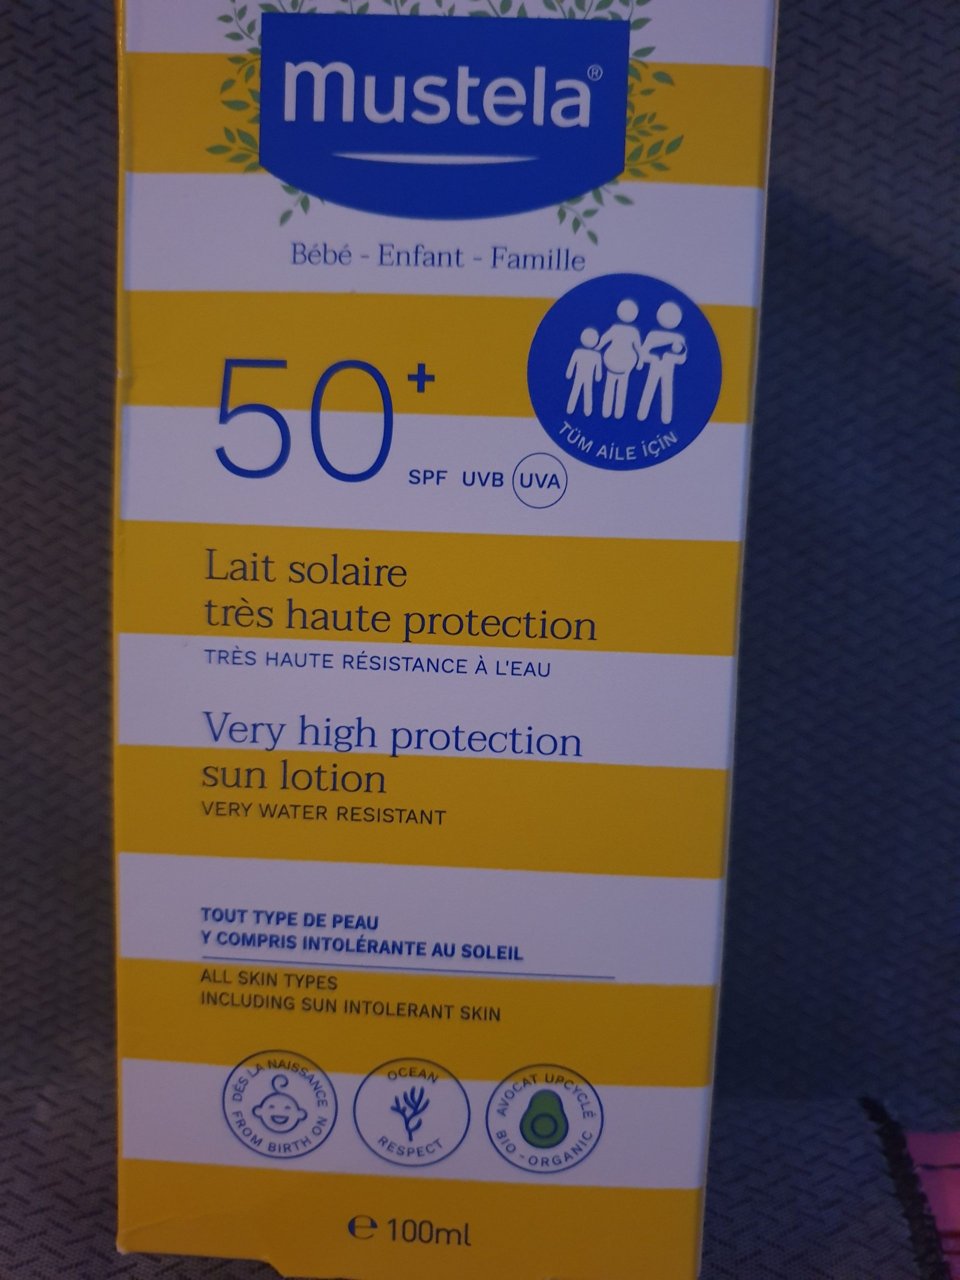 mustela®
Bébé - Enfant - Famille
50+
SPF UVB UVA
TÜM AİLE İÇİN
Lait solaire
très haute protection
TRÈS HAUTE RÉSISTANCE À L'EAU
Very high protection
sun lotion
VERY WATER RESISTANT
TOUT TYPE DE PEAU
Y COMPRIS INTOLÉRANTE AU SOLEIL
ALL SKIN TYPES
INCLUDING SUN INTOLERANT SKIN
DÈS LA NAISSANCE
FROM BIRTH ON
OCEAN
RESPECT
AVOCAT UPCYCLÉ
BIO-ORGANIC
℮ 100ml